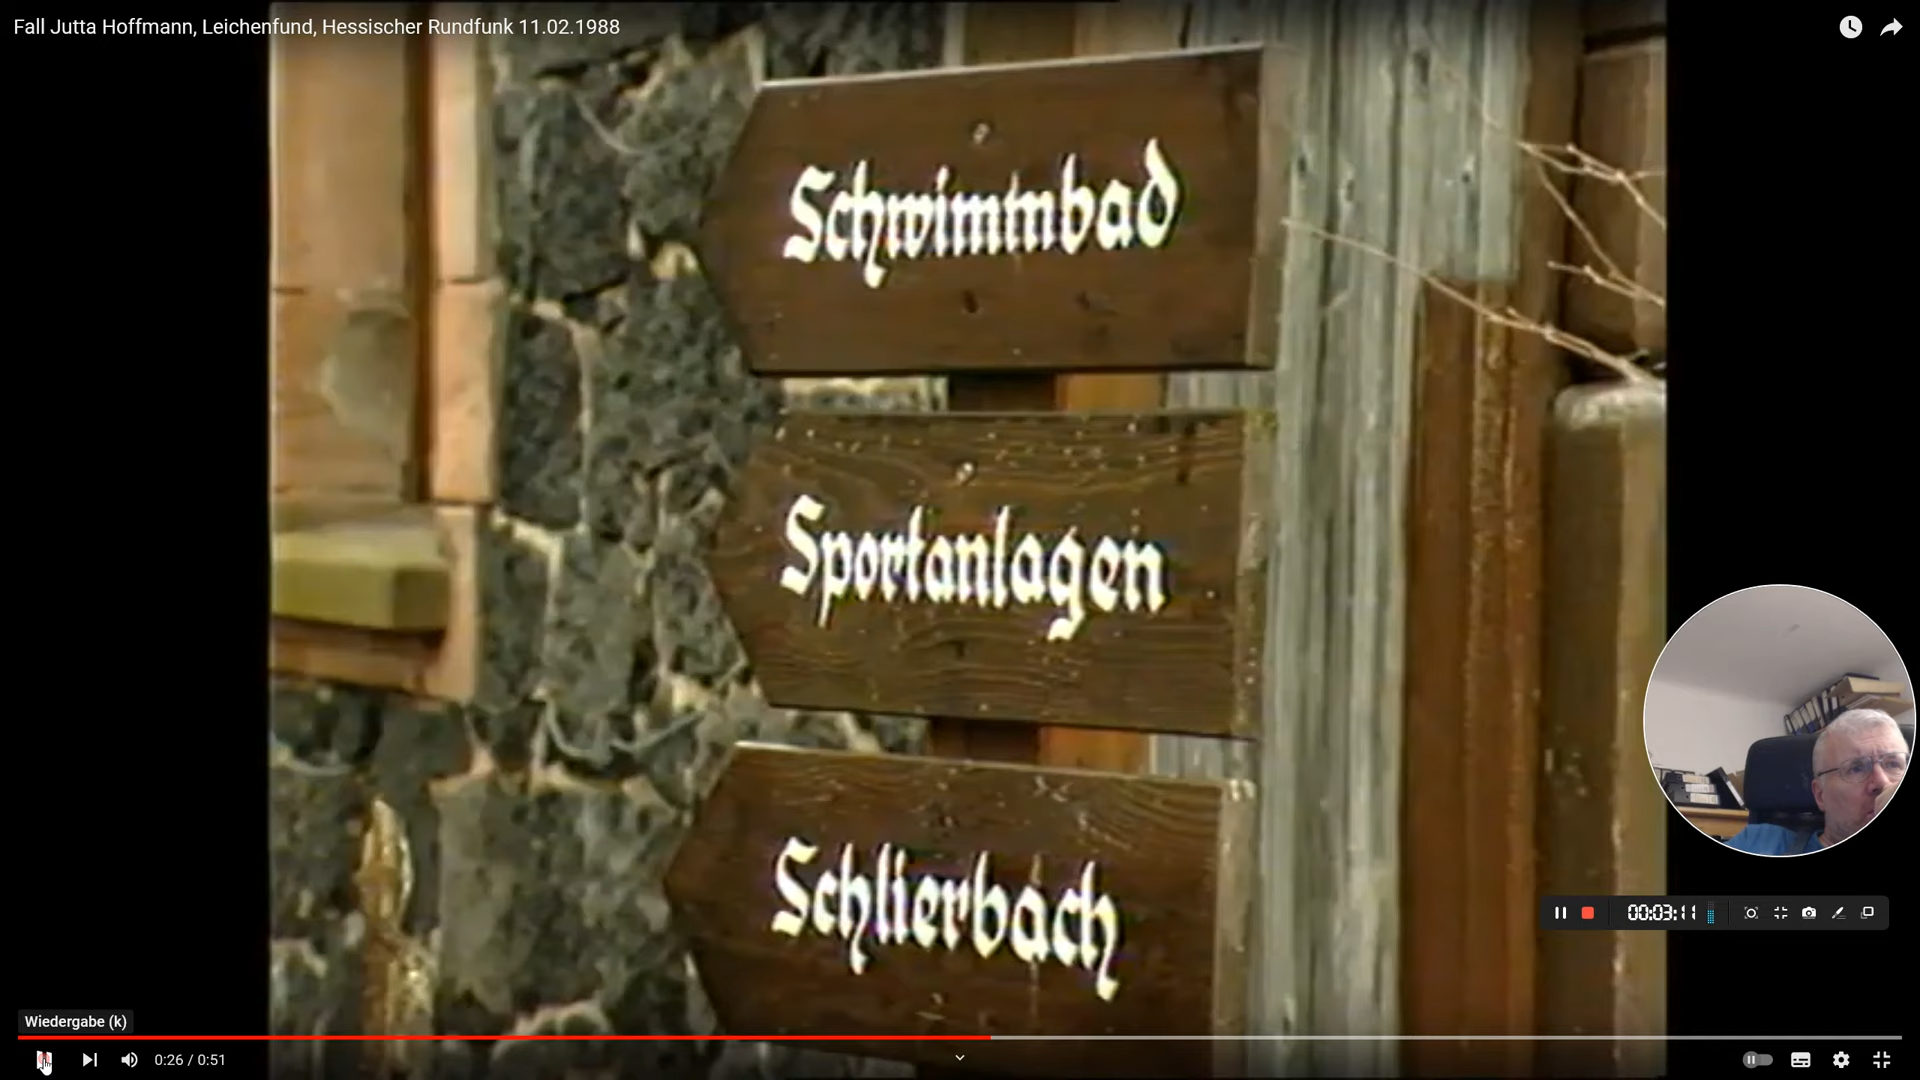 Fall Jutta Hoffmann, Leichenfund, Hessischer Rundfunk 11.02.1988
Schwimmbad
Sportanlagen
Schlierbach
00:03:11
Wiedergabe (k)
0:26 / 0:51